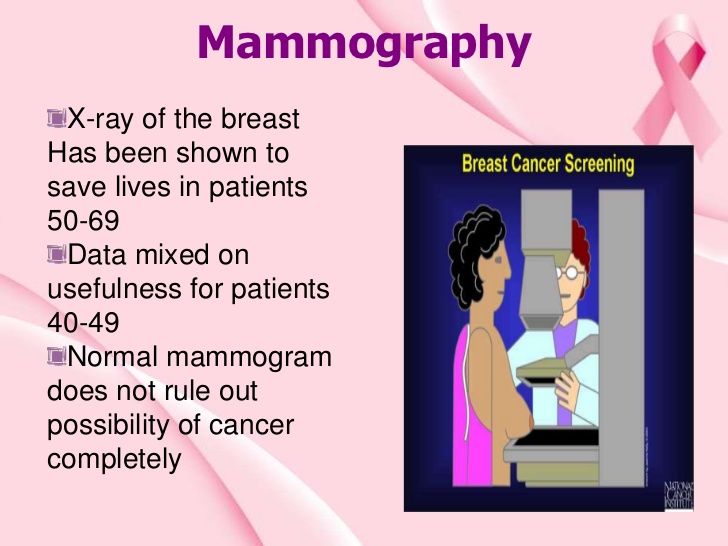 Mammography
X-ray of the breast
Has been shown to
save lives in patients
50-69
Data mixed on
usefulness for patients
40-49
Normal mammogram
does not rule out
possibility of cancer
completely
Breast Cancer Screening
NATIONAL
CANCER
INSTITUTE